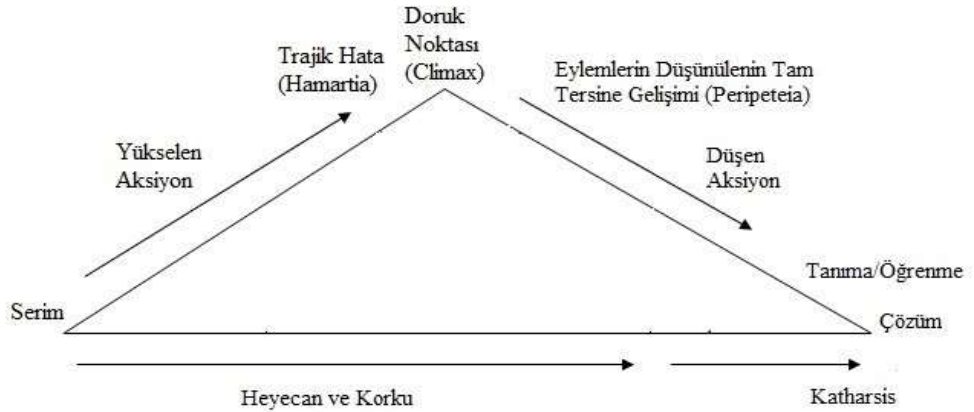 Doruk
Noktası
(Climax)
Trajik Hata
(Hamartia)
Eylemlerin Düşünülenin Tam
Tersine Gelişimi (Peripeteia)
Yükselen
Aksiyon
Düşen
Aksiyon
Tanıma/Öğrenme
Serim
Çözüm
Heyecan ve Korku
Katharsis